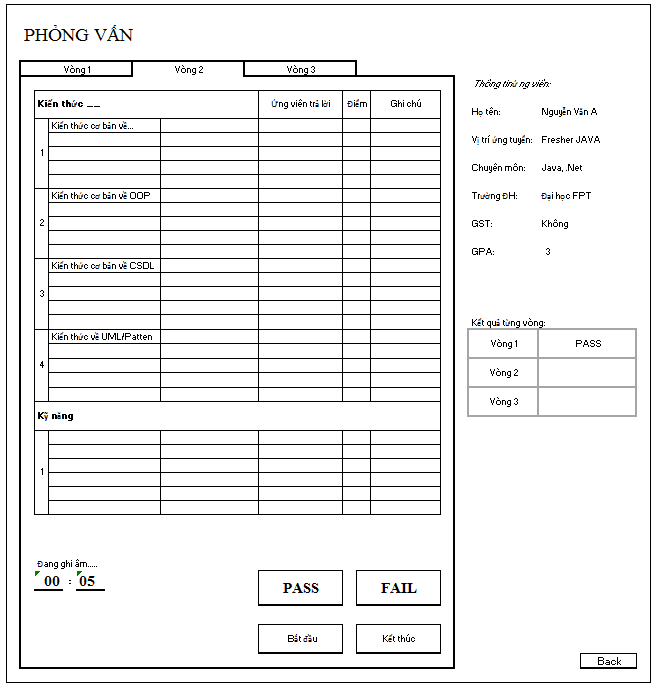 PHỎNG VẤN
Vòng 1 Vòng 2 Vòng 3
Kiến thức __ Ứng viên trả lời Điểm Ghi chú
1 Kiến thức cơ bản về...
2 Kiến thức cơ bản về OOP
3 Kiến thức cơ bản về CSDL
4 Kiến thức về UML/Patten
Kỹ năng
1
Đang ghi âm.....
00 : 05
PASS FAIL
Bắt đầu Kết thúc
Thông tin ứng viên:
Họ tên: Nguyễn Văn A
Vị trí ứng tuyển: Fresher JAVA
Chuyên môn: Java, .Net
Trường ĐH: Đại học FPT
GST: Không
GPA: 3
Kết quả từng vòng:
Vòng 1 PASS
Vòng 2
Vòng 3
Back